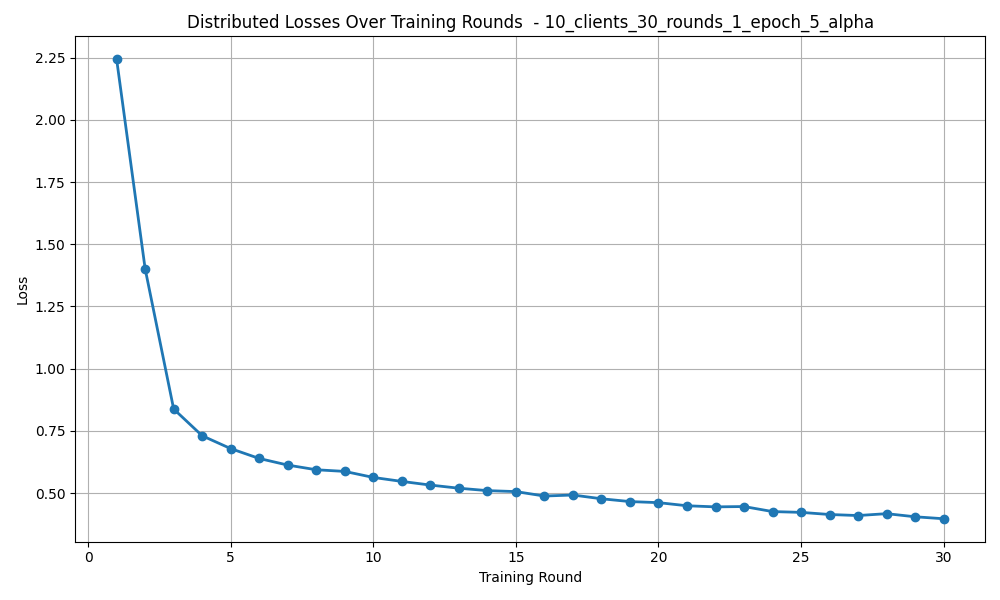 Distributed Losses Over Training Rounds  - 10_clients_30_rounds_1_epoch_5_alpha
2.25
2.00
1.75
1.50
1.25
1.00
0.75
0.50
Loss
0 5 10 15 20 25 30
Training Round